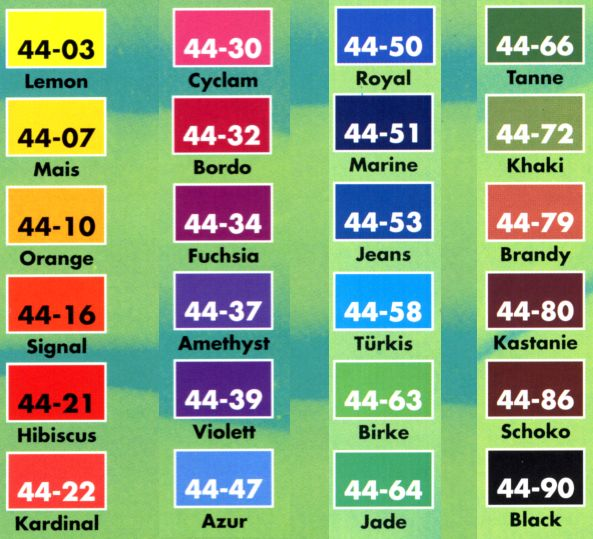 44-03
Lemon
44-07
Mais
44-10
Orange
44-16
Signal
44-21
Hibiscus
44-22
Kardinal
44-30
Cyclam
44-32
Bordo
44-34
Fuchsia
44-37
Amethyst
44-39
Violett
44-47
Azur
44-50
Royal
44-51
Marine
44-53
Jeans
44-58
Türkis
44-63
Birke
44-64
Jade
44-66
Tanne
44-72
Khaki
44-79
Brandy
44-80
Kastanie
44-86
Schoko
44-90
Black